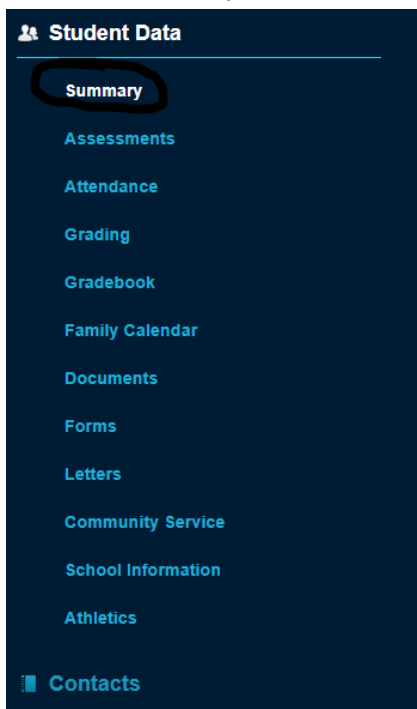 Student Data
Summary
Assessments
Attendance
Grading
Gradebook
Family Calendar
Documents
Forms
Letters
Community Service
School Information
Athletics
Contacts